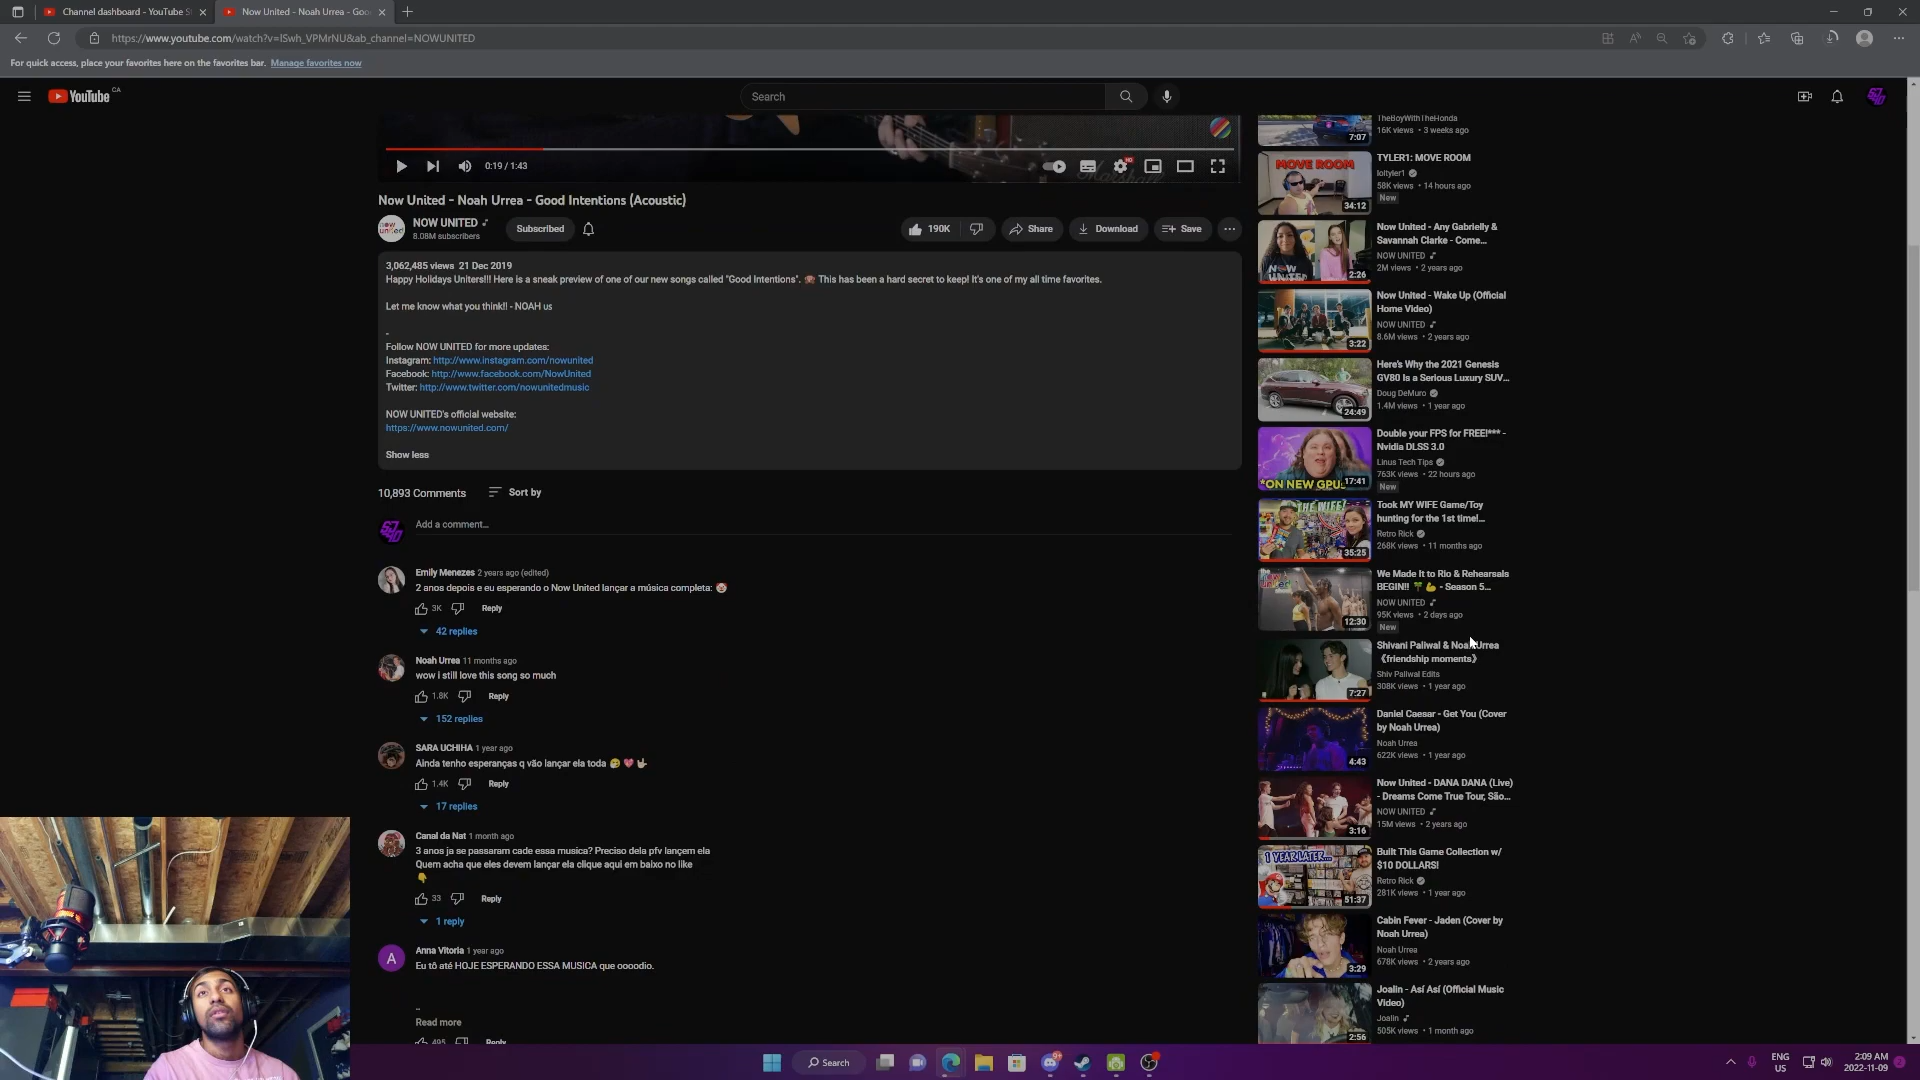 Channel dashboard - YouTube S
Now United - Noah Urrea - Goo
https://www.youtube.com/watch?v=lSwh_VPMrNU&ab_channel=NOWUNITED
For quick access, place your favorites here on the favorites bar. Manage favorites now
YouTube CA
Search
0:19 / 1:43
Now United - Noah Urrea - Good Intentions (Acoustic)
NOW UNITED
8.08M subscribers
Subscribed
190K
Share
Download
Save
3,062,485 views 21 Dec 2019
Happy Holidays Uniters!!! Here is a sneak preview of one of our new songs called "Good Intentions". 🙊 This has been a hard secret to keep! It's one of my all time favorites.
Let me know what you think!! - NOAH us
-
Follow NOW UNITED for more updates:
Instagram: http://www.instagram.com/nowunited
Facebook: http://www.facebook.com/NowUnited
Twitter: http://www.twitter.com/nowunitedmusic
NOW UNITED's official website:
https://www.nowunited.com/
Show less
10,893 Comments
Sort by
Add a comment...
Emily Menezes 2 years ago (edited)
2 anos depois e eu esperando o Now United lançar a música completa: 🤡
3K
Reply
42 replies
Noah Urrea 11 months ago
wow i still love this song so much
1.8K
Reply
152 replies
SARA UCHIHA 1 year ago
Ainda tenho esperanças q vão lançar ela toda
1.4K
Reply
17 replies
Canal da Nat 1 month ago
3 anos ja se passaram cade essa musica? Preciso dela pfv lançem ela
Quem acha que eles devem lançar ela clique aqui em baixo no like
👇
33
Reply
1 reply
A
Anna Vitoria 1 year ago
Eu tô até HOJE ESPERANDO ESSA MUSICA que oooodio.
..
Read more
495
Reply
TheBoyWithTheHonda
16K views • 3 weeks ago
7:07
MOVE ROOM
34:12
TYLER1: MOVE ROOM
loltyler1
58K views • 14 hours ago
New
Now United - Any Gabrielly &
Savannah Clarke - Come...
NOW UNITED
2M views • 2 years ago
2:26
Now United - Wake Up (Official
Home Video)
NOW UNITED
8.6M views • 2 years ago
3:22
Here's Why the 2021 Genesis
GV80 Is a Serious Luxury SUV...
Doug DeMuro
1.4M views • 1 year ago
24:49
Double your FPS for FREE!*** -
Nvidia DLSS 3.0
Linus Tech Tips
763K views • 22 hours ago
New
*ON NEW GPUs
17:41
Took MY WIFE Game/Toy
hunting for the 1st time!...
Retro Rick
268K views • 11 months ago
THE WIFE?
35:25
We Made It to Rio & Rehearsals
BEGIN!! 🌴 💪 - Season 5...
NOW UNITED
95K views • 2 days ago
New
12:30
Shivani Paliwal & Noah Urrea
《friendship moments》
Shiv Paliwal Edits
308K views • 1 year ago
7:27
Daniel Caesar - Get You (Cover
by Noah Urrea)
Noah Urrea
622K views • 1 year ago
4:43
Now United - DANA DANA (Live)
- Dreams Come True Tour, São...
NOW UNITED
15M views • 2 years ago
3:16
Built This Game Collection w/
$10 DOLLARS!
Retro Rick
281K views • 1 year ago
1 YEAR LATER...
51:37
Cabin Fever - Jaden (Cover by
Noah Urrea)
Noah Urrea
678K views • 2 years ago
3:29
Joalin - Así Así (Official Music
Video)
Joalin
505K views • 1 month ago
2:56
Search
ENG
US
2:09 AM
2022-11-09